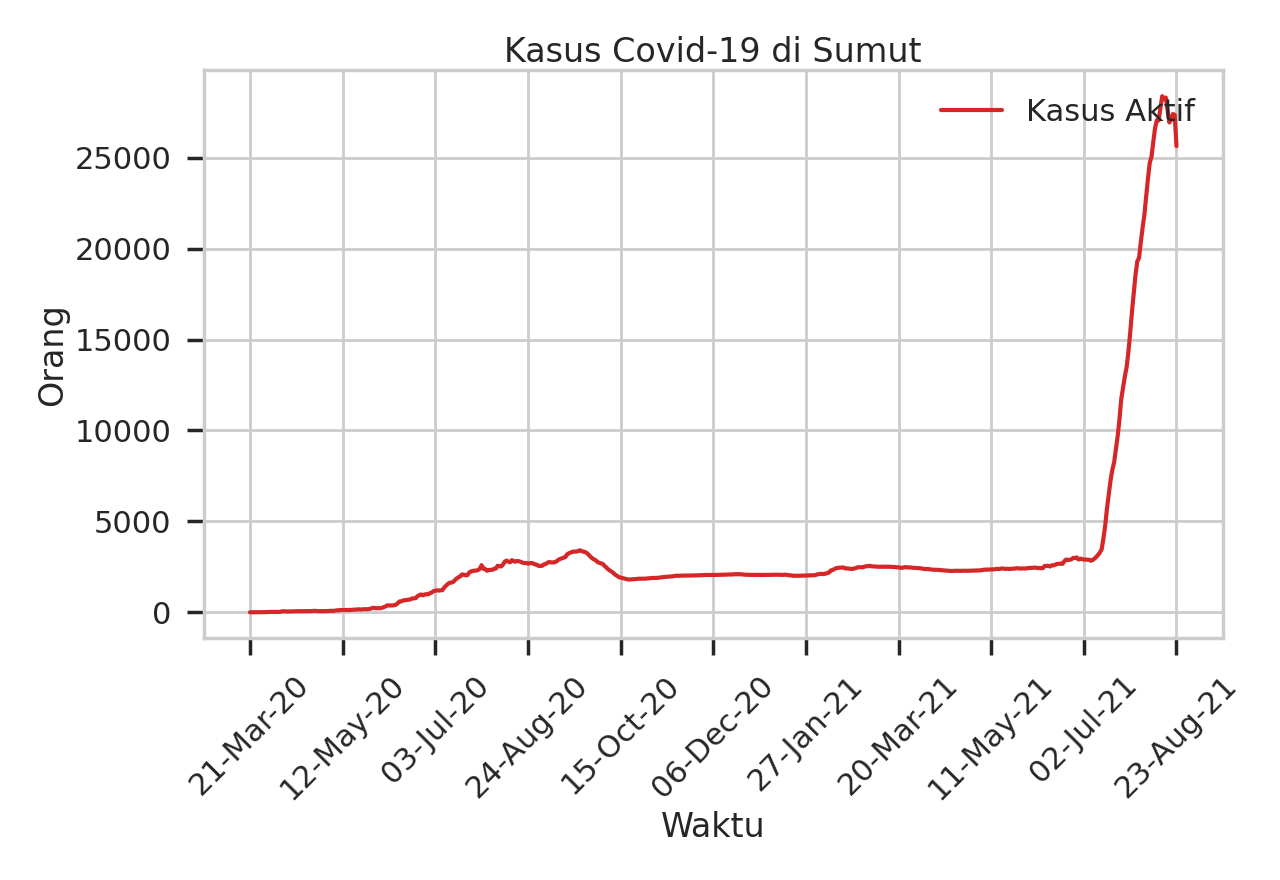 Kasus Covid-19 di Sumut
Kasus Aktif
Orang
25000
20000
15000
10000
5000
0
21-Mar-20
12-May-20
03-Jul-20
24-Aug-20
15-Oct-20
06-Dec-20
27-Jan-21
20-Mar-21
11-May-21
02-Jul-21
23-Aug-21
Waktu